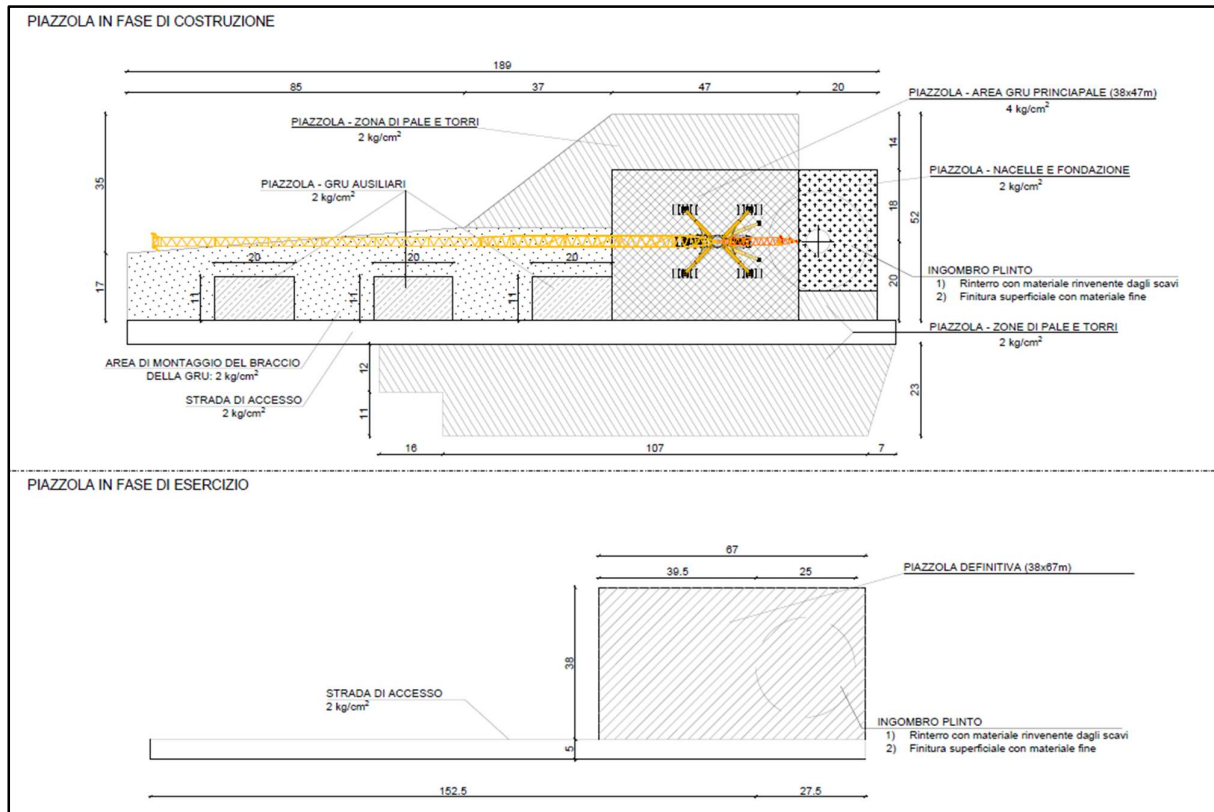 PIAZZOLA IN FASE DI COSTRUZIONE
189
85
37
47
20
PIAZZOLA - AREA GRU PRINCIAPALE (38x47m)
4 kg/cm²
PIAZZOLA - ZONA DI PALE E TORRI
2 kg/cm²
14
PIAZZOLA - NACELLE E FONDAZIONE
2 kg/cm²
PIAZZOLA - GRU AUSILIARI
2 kg/cm²
35
18
52
20
20
20
INGOMBRO PLINTO
1) Rinterro con materiale rinvenente dagli scavi
2) Finitura superficiale con materiale fine
17
11
11
11
20
PIAZZOLA - ZONE DI PALE E TORRI
2 kg/cm²
AREA DI MONTAGGIO DEL BRACCIO
DELLA GRU: 2 kg/cm²
12
23
STRADA DI ACCESSO
2 kg/cm²
11
16
107
7
PIAZZOLA IN FASE DI ESERCIZIO
67
39.5
25
PIAZZOLA DEFINITIVA (38x67m)
38
STRADA DI ACCESSO
2 kg/cm²
INGOMBRO PLINTO
1) Rinterro con materiale rinvenente dagli scavi
2) Finitura superficiale con materiale fine
5
152.5
27.5